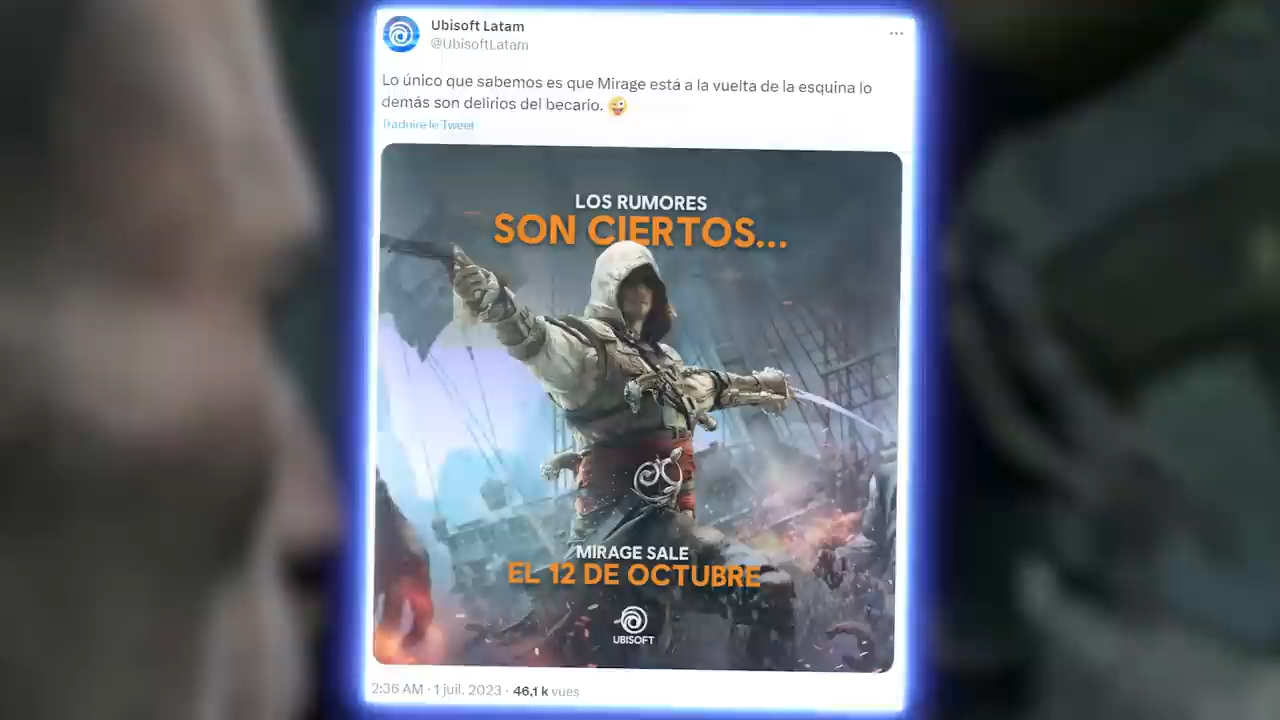 Ubisoft Latam
@UbisoftLatam
Lo único que sabemos es que Mirage está a la vuelta de la esquina lo
demás son delirios del becario. 😜
Traduire le Tweet
LOS RUMORES
SON CIERTOS...
MIRAGE SALE
EL 12 DE OCTUBRE
UBISOFT
2:36 AM · 1 juil. 2023 · 46,1 k vues